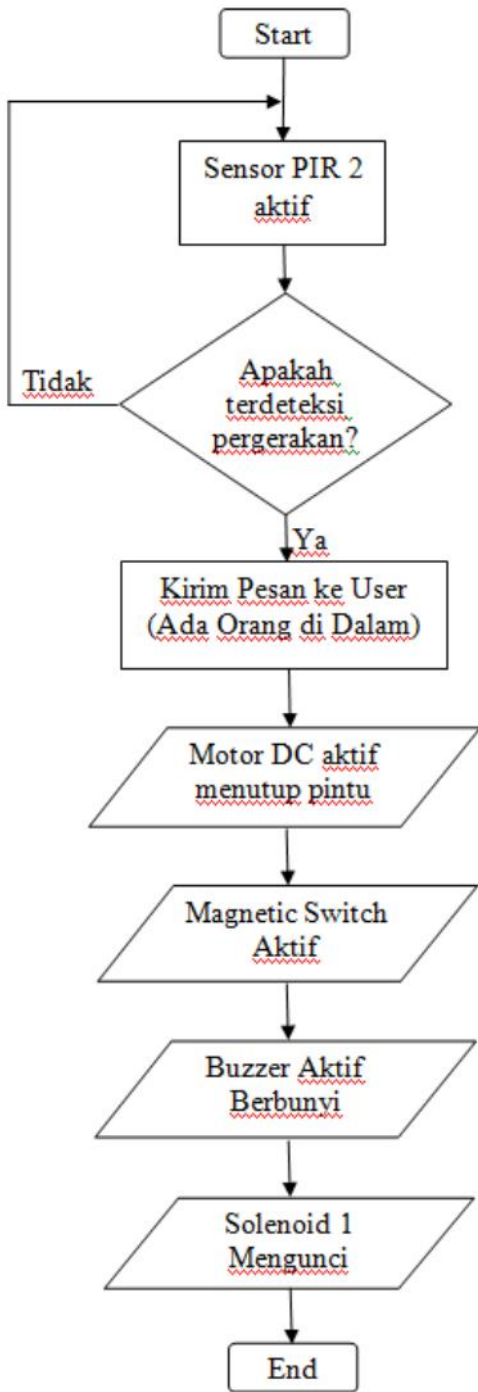 Start
Sensor PIR 2
aktif
Apakah
terdeteksi
pergerakan?
Tidak
Ya
Kirim Pesan ke User
(Ada Orang di Dalam)
Motor DC aktif
menutup pintu
Magnetic Switch
Aktif
Buzzer Aktif
Berbunyi
Solenoid 1
Mengunci
End